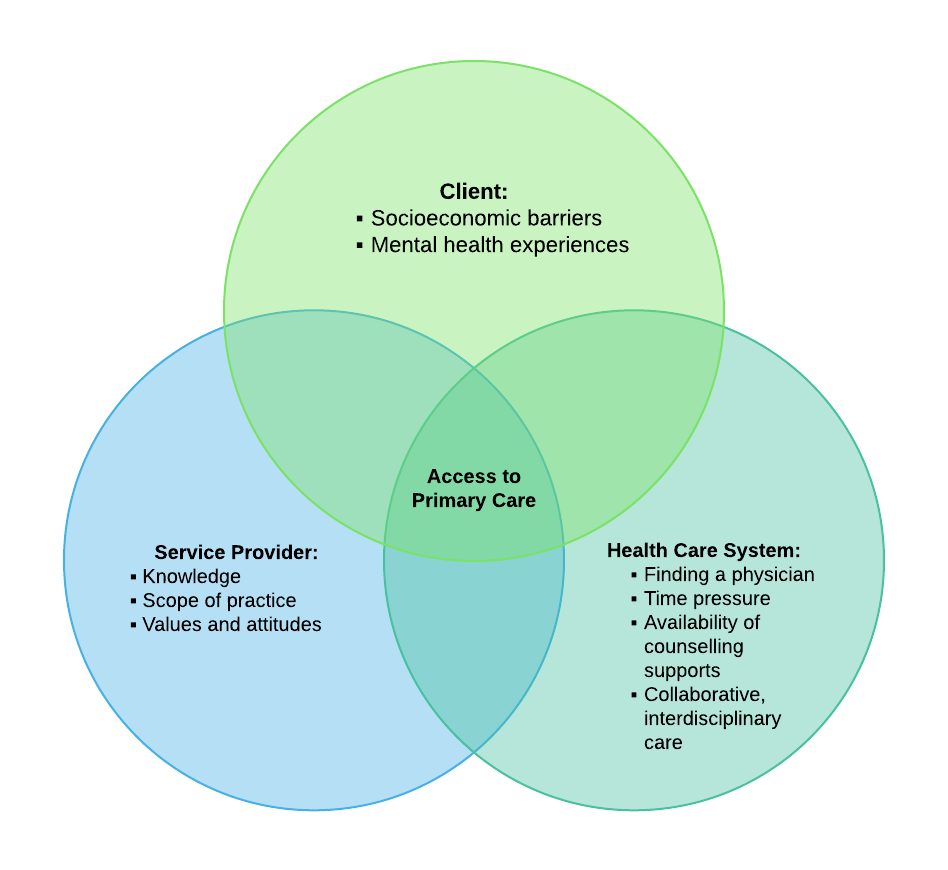 Client:
▪ Socioeconomic barriers
▪ Mental health experiences
Access to
Primary Care
Service Provider:
▪ Knowledge
▪ Scope of practice
▪ Values and attitudes
Health Care System:
▪ Finding a physician
▪ Time pressure
▪ Availability of
counselling
supports
▪ Collaborative,
interdisciplinary
care